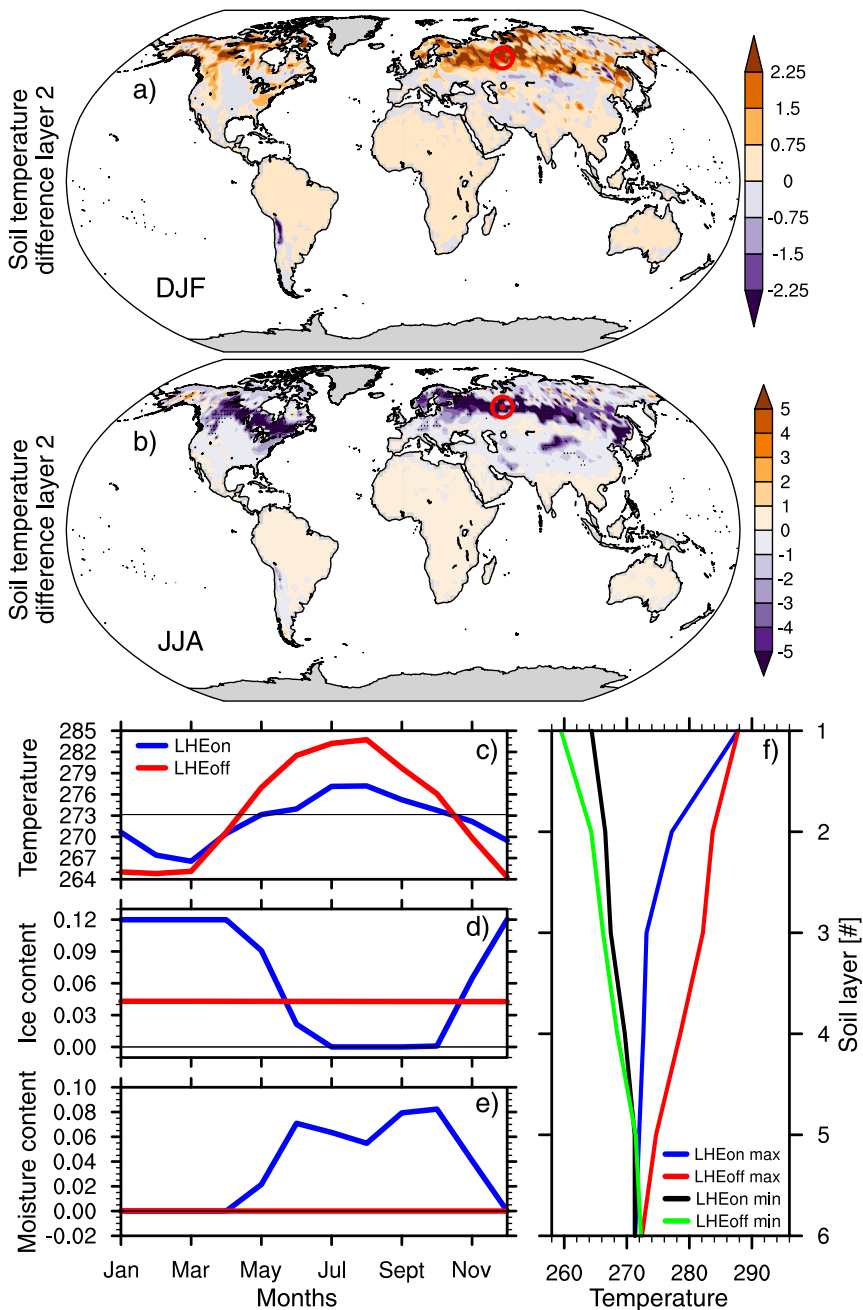 Soil temperature
difference layer 2
a)
DJF
2.25
1.5
0.75
0
-0.75
-1.5
-2.25
Soil temperature
difference layer 2
b)
JJA
5
4
3
2
1
0
-1
-2
-3
-4
-5
Temperature
285
282
279
276
273
270
267
264
LHEon
LHEoff
c)
Ice content
0.12
0.09
0.06
0.03
0.00
d)
Moisture content
0.10
0.08
0.06
0.04
0.02
0.00
-0.02
e)
Jan Mar May Jul Sept Nov
Months
f)
1
2
3
4
5
6
Soil layer [#]
LHEon max
LHEoff max
LHEon min
LHEoff min
260 270 280 290
Temperature